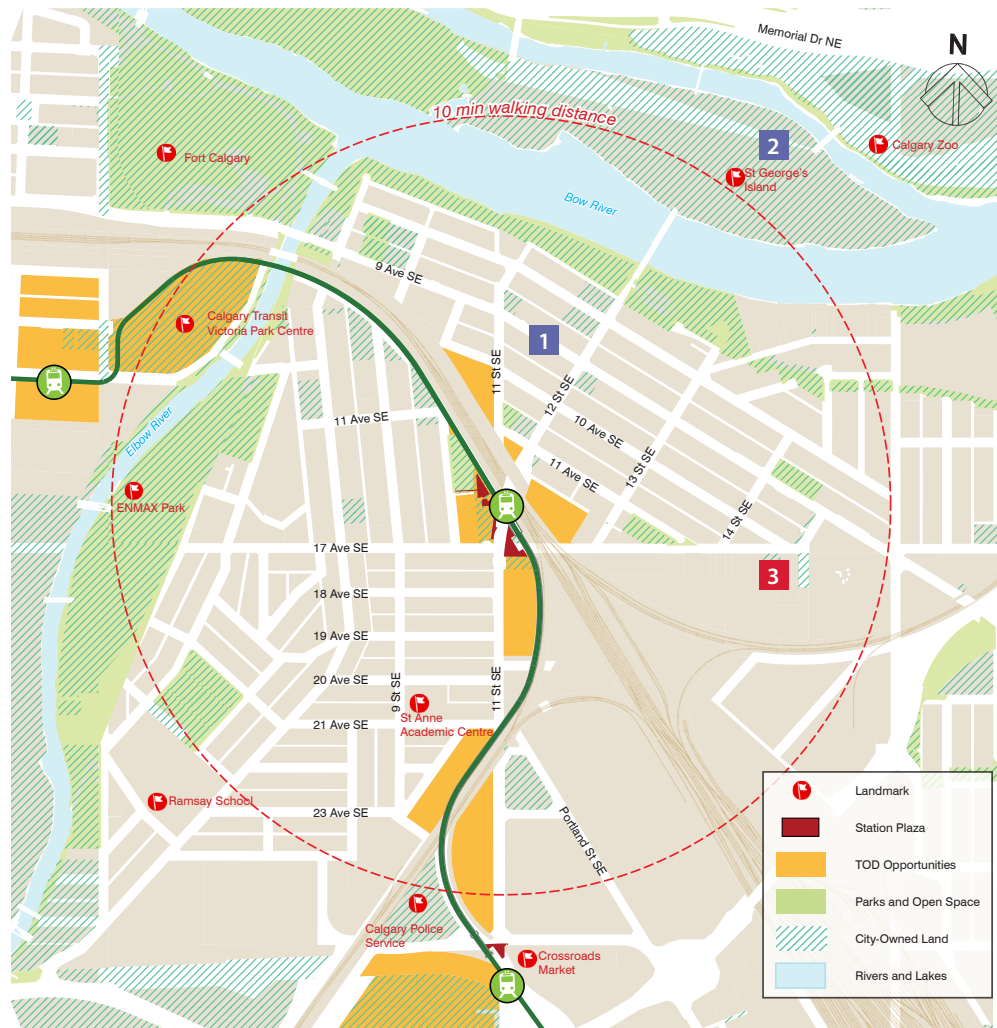 Memorial Dr NE
N
10 min walking distance
2
Calgary Zoo
Fort Calgary
St George's
Island
Bow River
9 Ave SE
Calgary Transit
Victoria Park Centre
1
11 St SE
12 St SE
Elbow River
11 Ave SE
10 Ave SE
11 Ave SE
13 St SE
ENMAX Park
14 St SE
17 Ave SE
3
18 Ave SE
19 Ave SE
20 Ave SE
9 St SE
11 St SE
St Anne
Academic Centre
21 Ave SE
Ramsay School
23 Ave SE
Portland St SE
Calgary Police
Service
Crossroads
Market
Landmark
Station Plaza
TOD Opportunities
Parks and Open Space
City-Owned Land
Rivers and Lakes